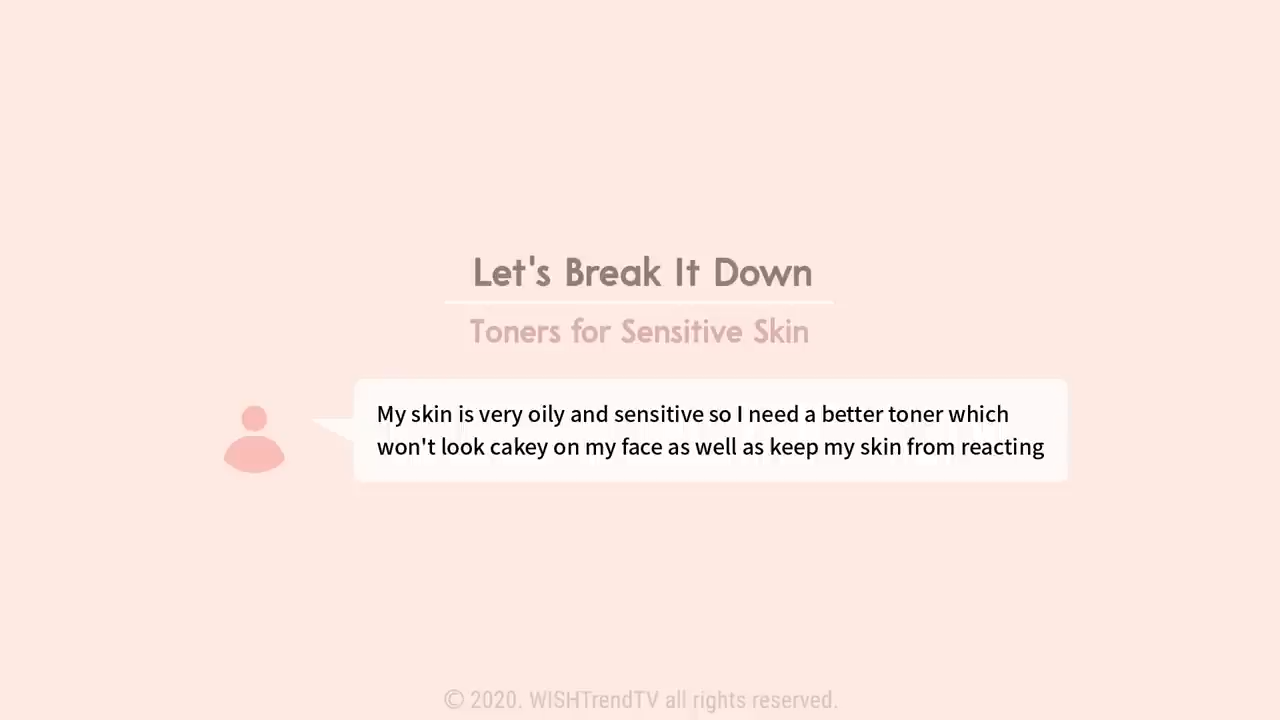 Let's Break It Down
Toners for Sensitive Skin
My skin is very oily and sensitive so I need a better toner which
won't look cakey on my face as well as keep my skin from reacting
© 2020. WISHTrendTV all rights reserved.